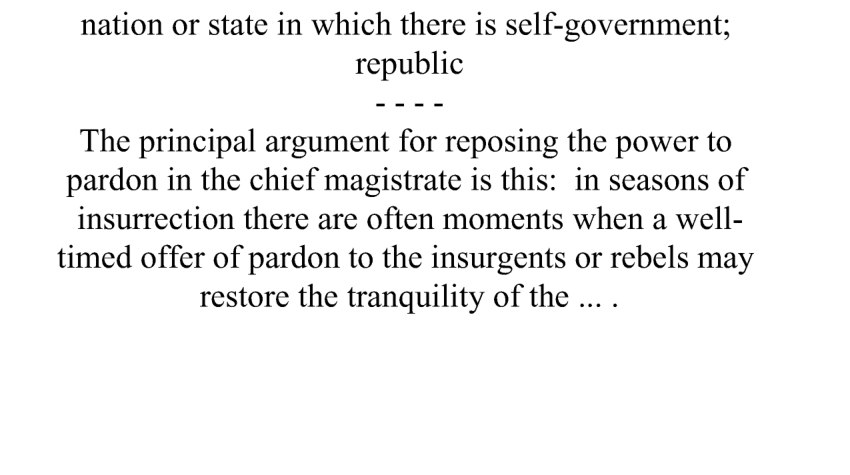 nation or state in which there is self-government;
republic
- - - -
The principal argument for reposing the power to
pardon in the chief magistrate is this:  in seasons of
insurrection there are often moments when a well-
timed offer of pardon to the insurgents or rebels may
restore the tranquility of the ... .